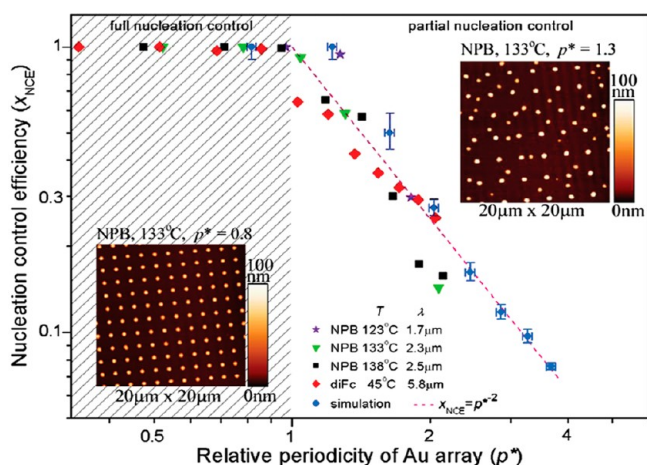 full nucleation control
partial nucleation control
NPB, 133°C, p* = 1.3
100
nm
0nm
20μm x 20μm
NPB, 133°C, p* = 0.8
100
nm
0nm
20μm x 20μm
T λ
NPB 123°C 1.7μm
NPB 133°C 2.3μm
NPB 138°C 2.5μm
diFc 45°C 5.8μm
simulation
x_NCE=p*⁻²
Nucleation control efficiency (x_NCE)
1
0.3
0.1
0.5 1 2 4
Relative periodicity of Au array (p*)